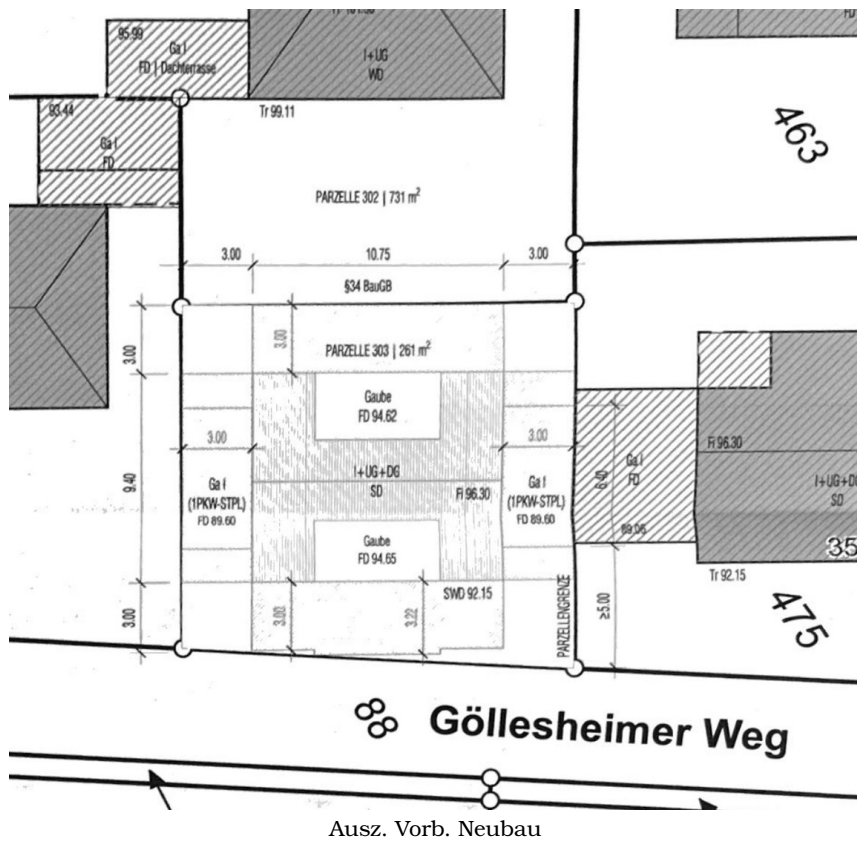 95.99
Ga I
FD | Dachterrasse
I+UG
WD
FD
93.44
Ga I
FD
Tr 99.11
463
PARZELLE 302 | 731 m²
3.00
10.75
3.00
§34 BauGB
3.00
3.00
PARZELLE 303 | 261 m²
Gaube
FD 94.62
3.00
3.00
9.40
Ga I
(1PKW-STPL)
FD 89.60
I+UG+DG
SD
FI 96.30
Ga I
(1PKW-STPL)
FD 89.60
6.40
Ga I
FD
89.06
FI 96.30
I+UG+DG
SD
35
Gaube
FD 94.65
Tr 92.15
3.00
3.00
3.22
SWD 92.15
PARZELLENGRENZE
≥5.00
475
88
Göllesheimer Weg
Ausz. Vorb. Neubau